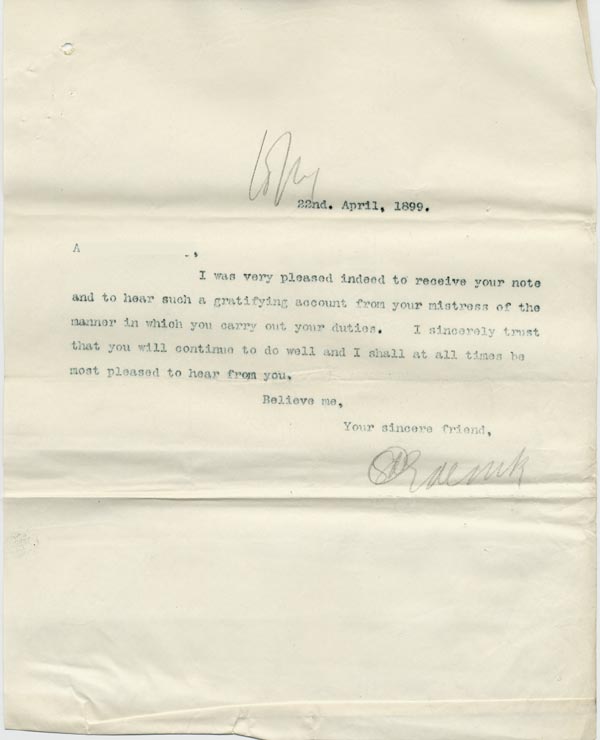 Copy
22nd. April, 1899.
A ,
I was very pleased indeed to receive your note
and to hear such a gratifying account from your mistress of the
manner in which you carry out your duties. I sincerely trust
that you will continue to do well and I shall at all times be
most pleased to hear from you.
Believe me,
Your sincere friend,